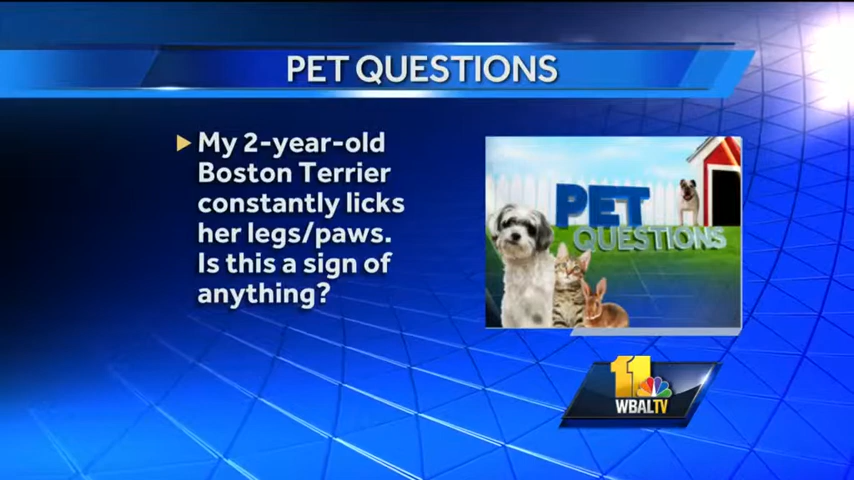 PET QUESTIONS
My 2-year-old
Boston Terrier
constantly licks
her legs/paws.
Is this a sign of
anything?
PET
QUESTIONS
11
WBALTV